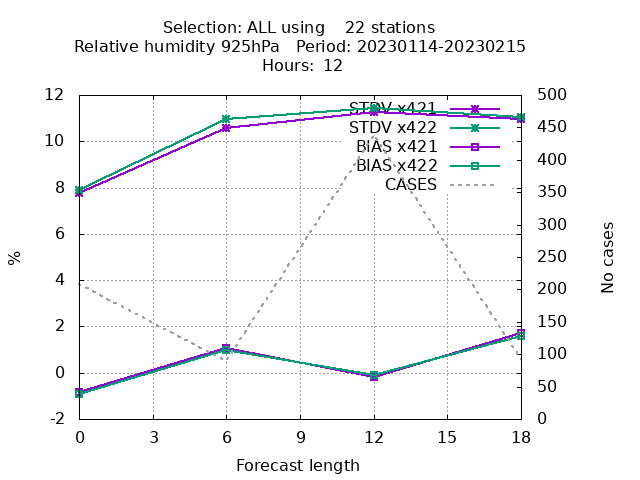 Selection: ALL using    22 stations
Relative humidity 925hPa   Period: 20230114-20230215
Hours:  12
12
10
8
6
4
2
0
-2
%
STDV x421
STDV x422
BIAS x421
BIAS x422
CASES
500
450
400
350
300
250
200
150
100
50
0
No cases
0 3 6 9 12 15 18
Forecast length